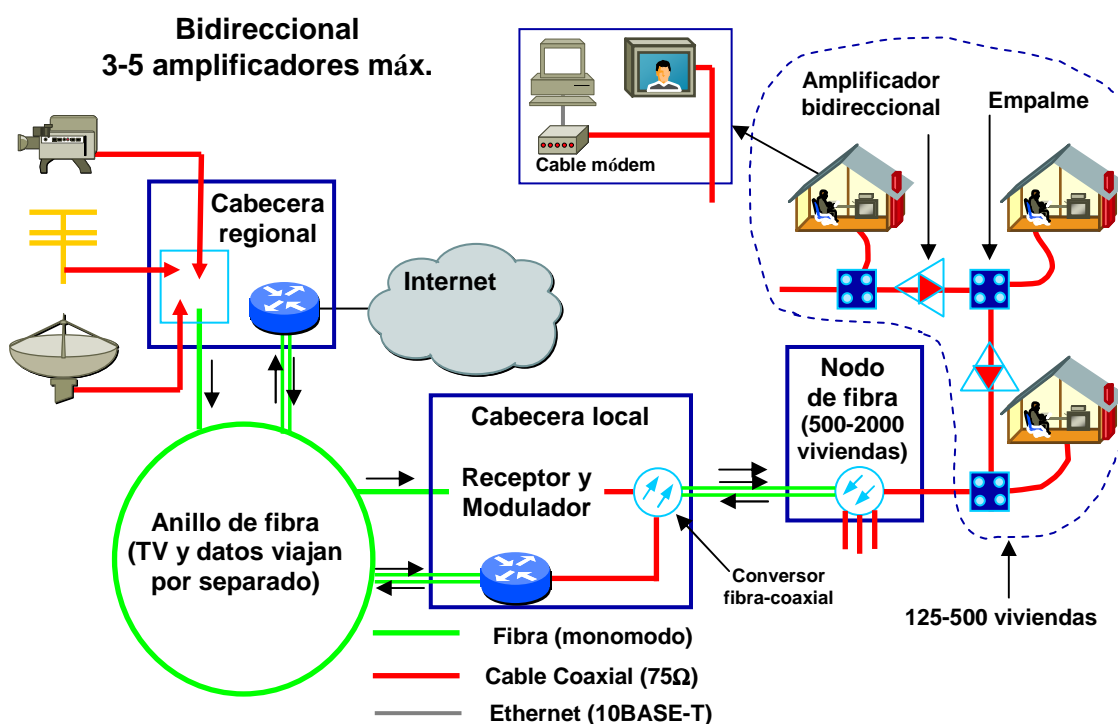 Bidireccional
3-5 amplificadores máx.
Cable módem
Amplificador
bidireccional
Empalme
Cabecera
regional
Internet
Nodo
de fibra
(500-2000
viviendas)
Cabecera local
Receptor y
Modulador
Anillo de fibra
(TV y datos viajan
por separado)
Conversor
fibra-coaxial
125-500 viviendas
Fibra (monomodo)
Cable Coaxial (75Ω)
Ethernet (10BASE-T)